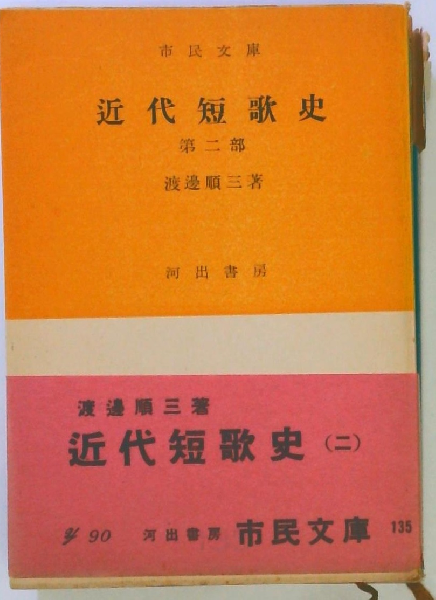 市民文庫
近代短歌史
第二部
渡邊順三著
河出書房
渡邊順三著
近代短歌史(二)
¥90 河出書房 市民文庫 135